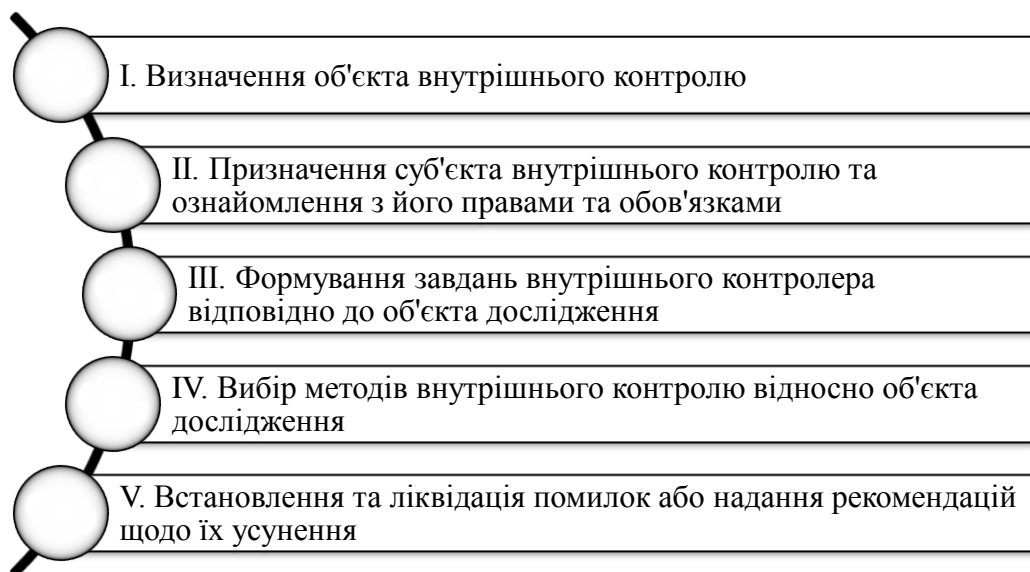 I. Визначення об'єкта внутрішнього контролю
II. Призначення суб'єкта внутрішнього контролю та
ознайомлення з його правами та обов'язками
III. Формування завдань внутрішнього контролера
відповідно до об'єкта дослідження
IV. Вибір методів внутрішнього контролю відносно об'єкта
дослідження
V. Встановлення та ліквідація помилок або надання рекомендацій
щодо їх усунення